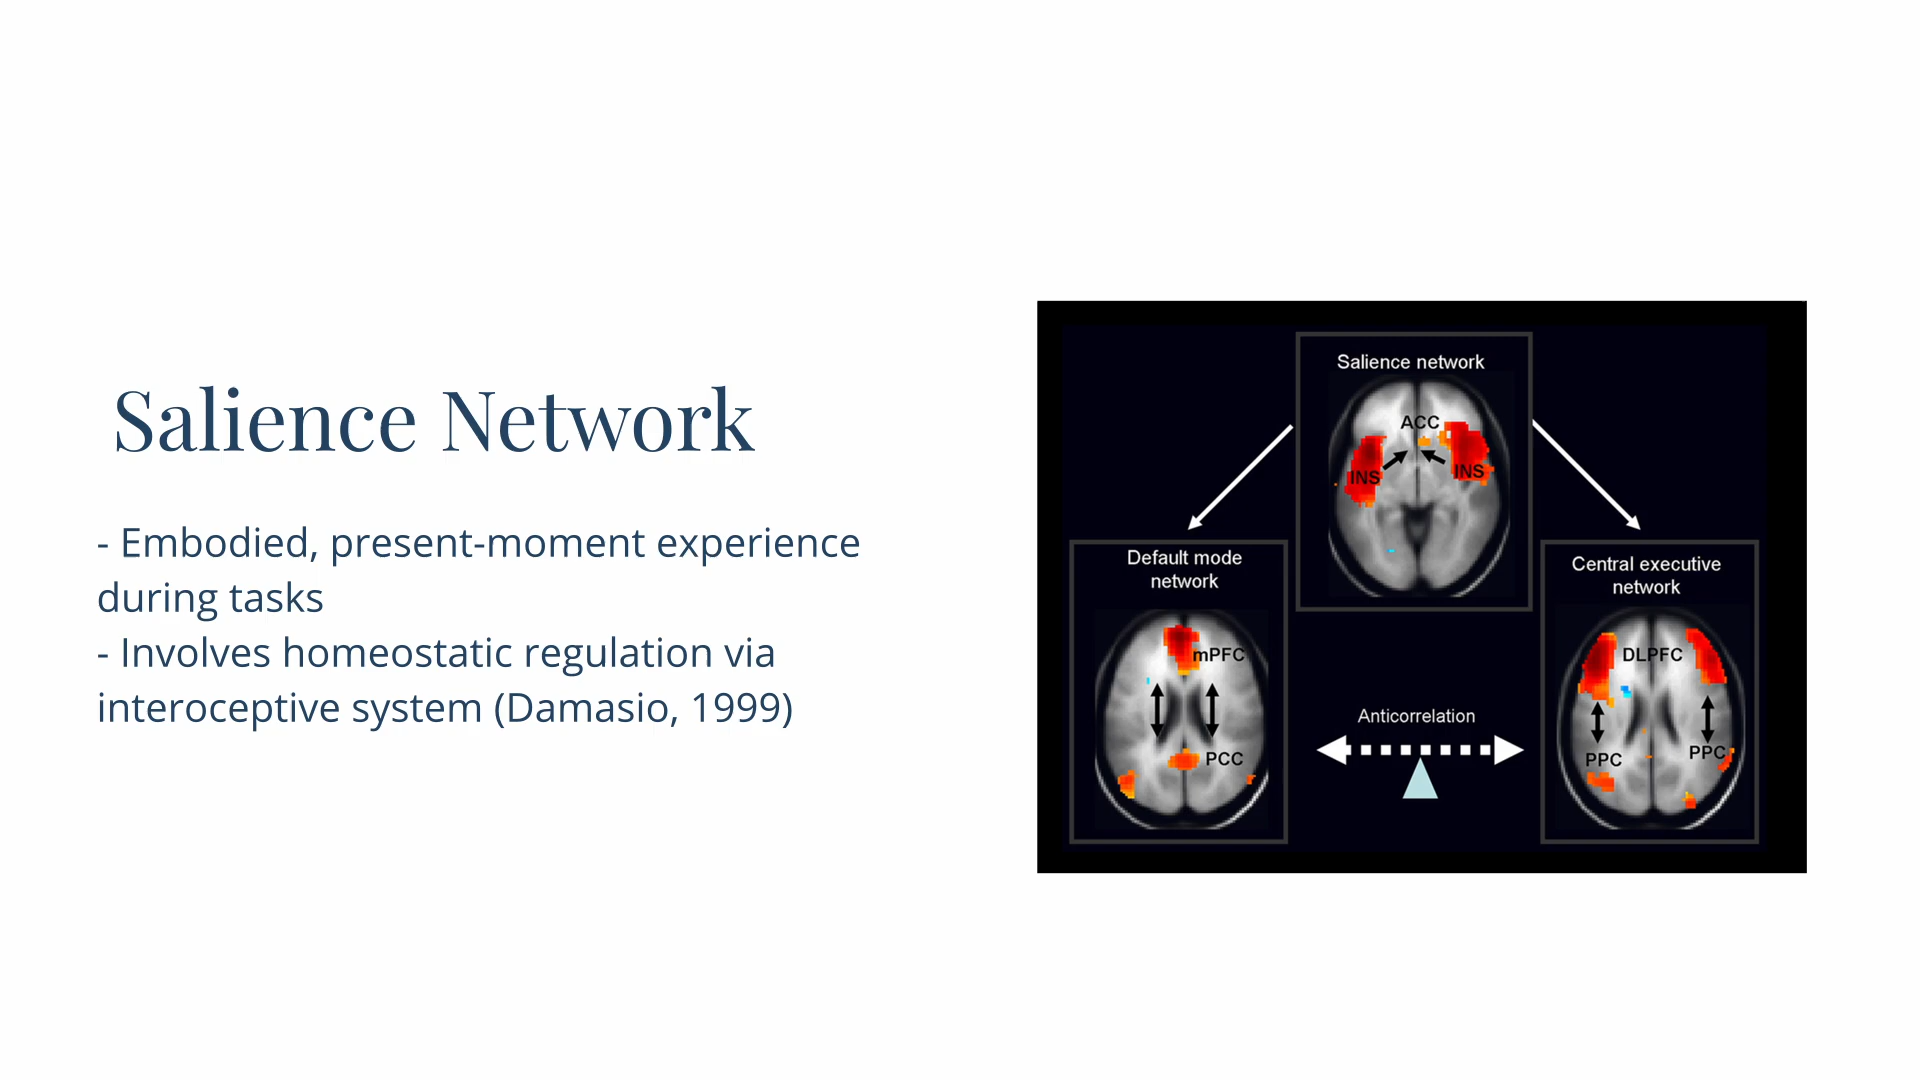 Salience Network
- Embodied, present-moment experience
during tasks
- Involves homeostatic regulation via
interoceptive system (Damasio, 1999)
Salience network
ACC
INS
INS
Default mode
network
mPFC
PCC
Anticorrelation
Central executive
network
DLPFC
PPC
PPC